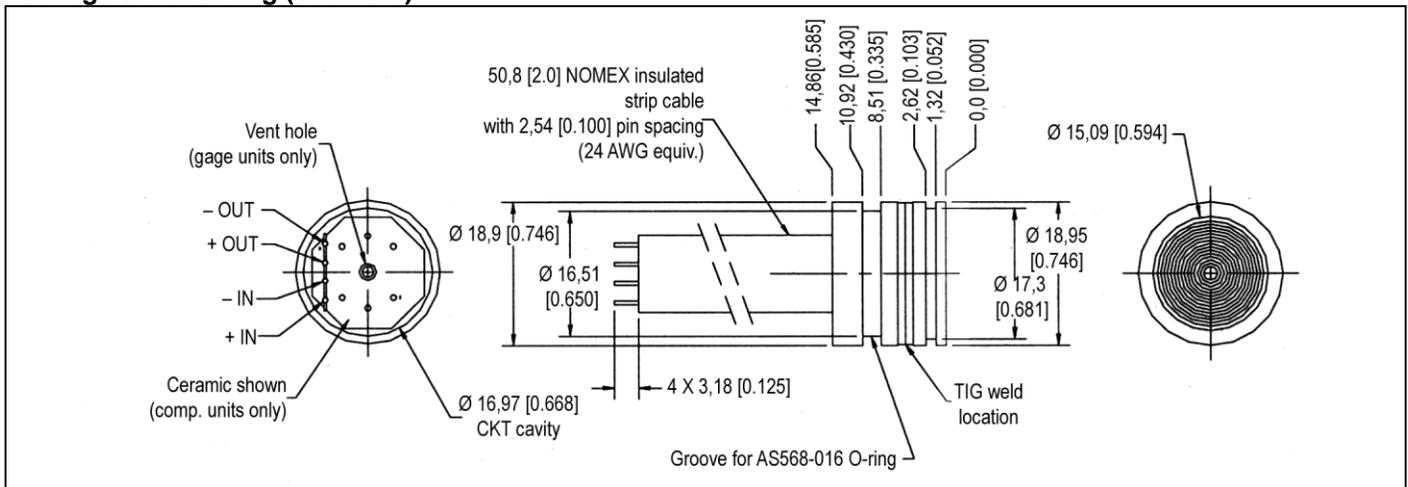 50,8 [2.0] NOMEX insulated
strip cable
with 2,54 [0.100] pin spacing
(24 AWG equiv.)
14,86[0.585]
10,92 [0.430]
8,51 [0.335]
2,62 [0.103]
1,32 [0.052]
0,0 [0.000]
Ø 15,09 [0.594]
Vent hole
(gage units only)
– OUT
+ OUT
– IN
+ IN
Ceramic shown
(comp. units only)
Ø 16,97 [0.668]
CKT cavity
Ø 18,9 [0.746]
Ø 16,51
[0.650]
4 X 3,18 [0.125]
Ø 18,95
[0.746]
Ø 17,3
[0.681]
TIG weld
location
Groove for AS568-016 O-ring